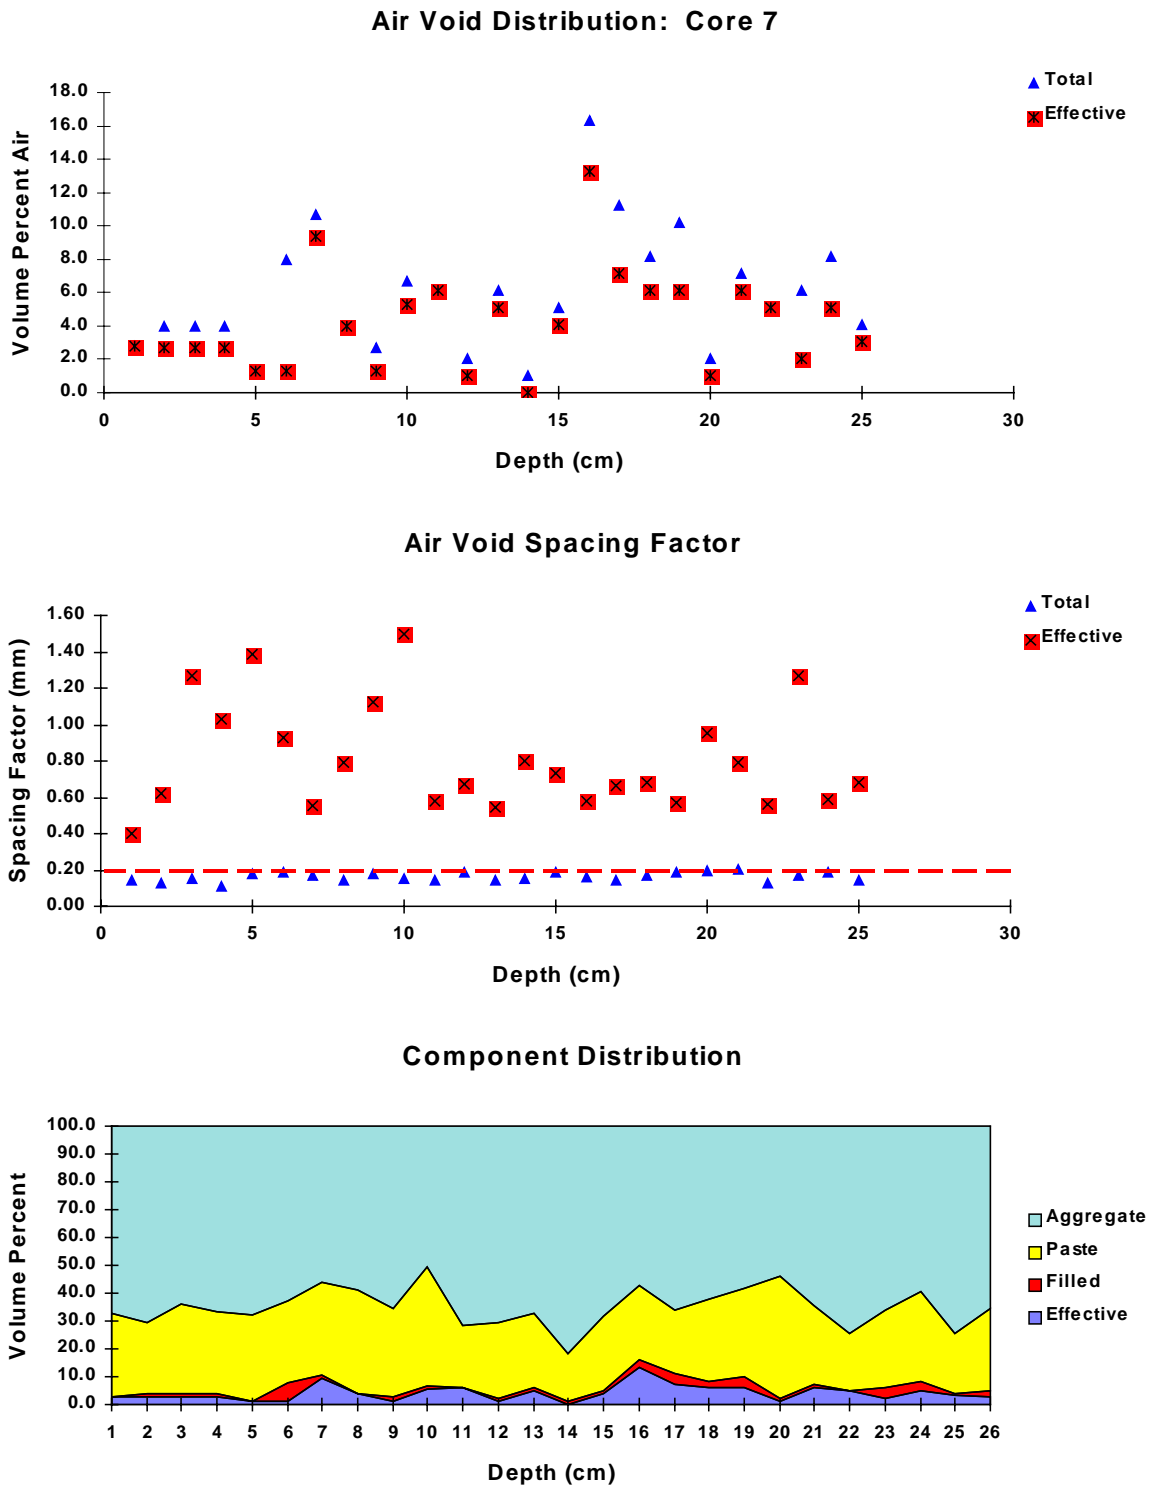 Air Void Distribution: Core 7
Total
Effective
Volume Percent Air
18.0
16.0
14.0
12.0
10.0
8.0
6.0
4.0
2.0
0.0
0 5 10 15 20 25 30
Depth (cm)
Air Void Spacing Factor
Total
Effective
Spacing Factor (mm)
1.60
1.40
1.20
1.00
0.80
0.60
0.40
0.20
0.00
0 5 10 15 20 25 30
Depth (cm)
Component Distribution
Volume Percent
100.0
90.0
80.0
70.0
60.0
50.0
40.0
30.0
20.0
10.0
0.0
Aggregate
Paste
Filled
Effective
1 2 3 4 5 6 7 8 9 10 11 12 13 14 15 16 17 18 19 20 21 22 23 24 25 26
Depth (cm)